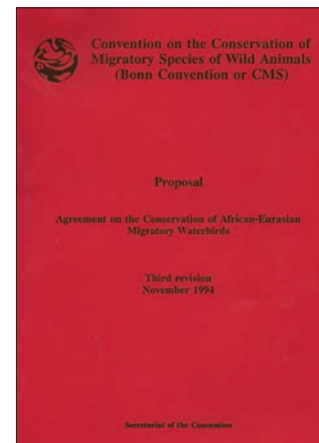 Convention on the Conservation of
Migratory Species of Wild Animals
(Bonn Convention or CMS)
Proposal
Agreement on the Conservation of African-Eurasian
Migratory Waterbirds
Third revision
November 1994
Secretariat of the Convention